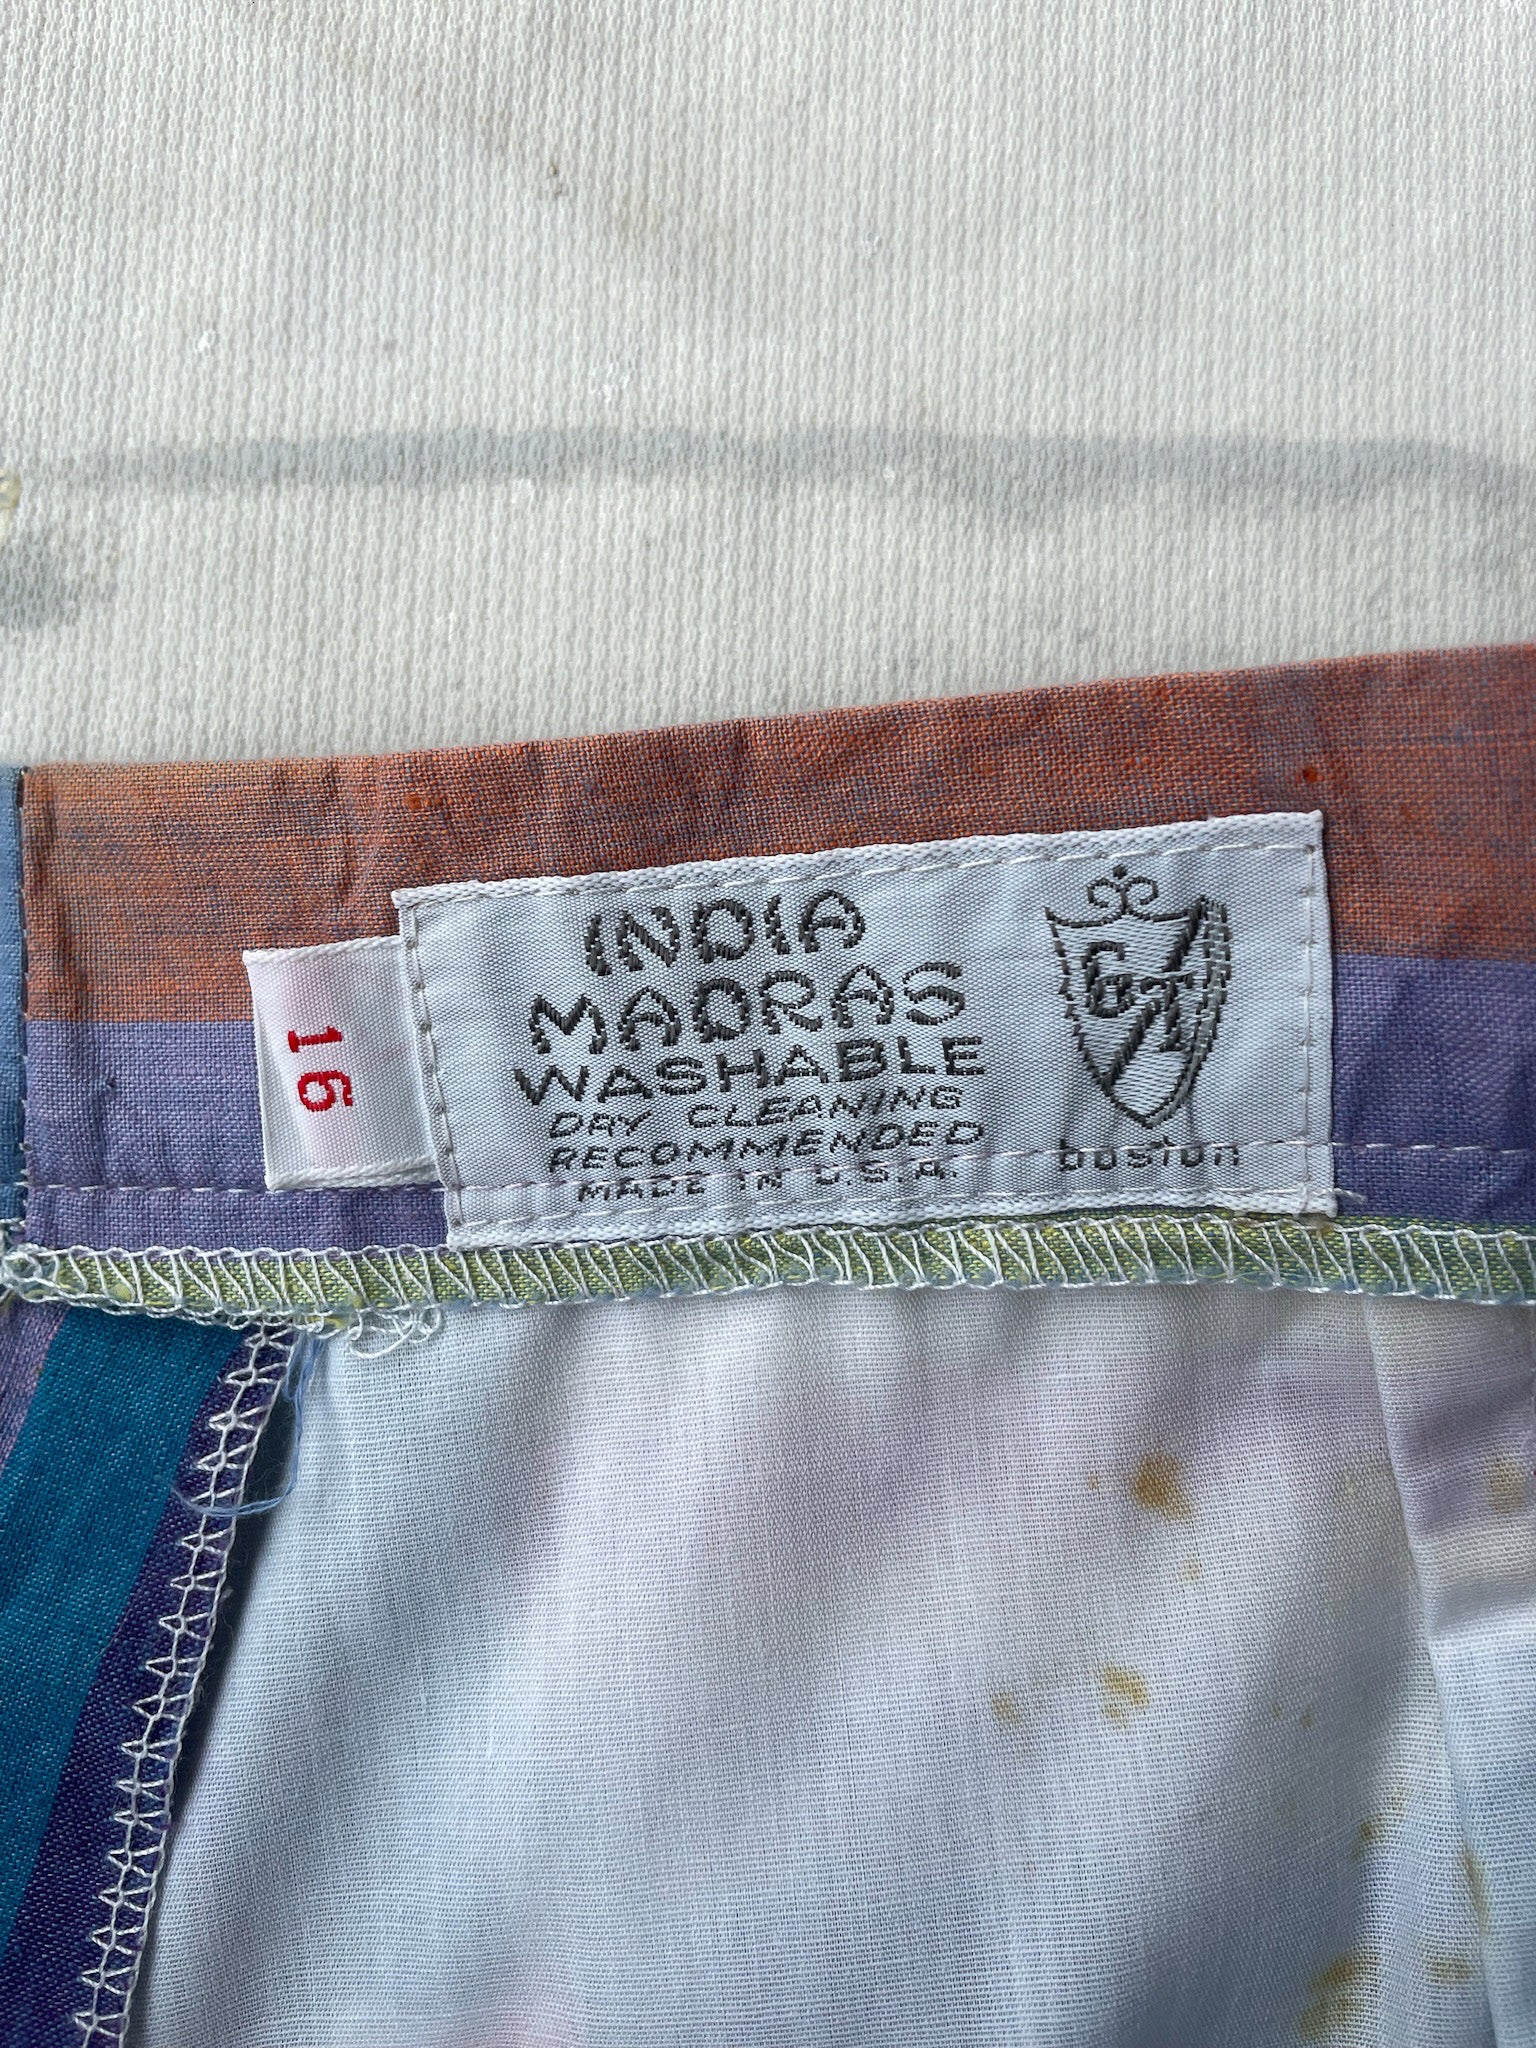 16
INDIA
MADRAS
WASHABLE
DRY CLEANING
RECOMMENDED
MADE IN U.S.A.
boston